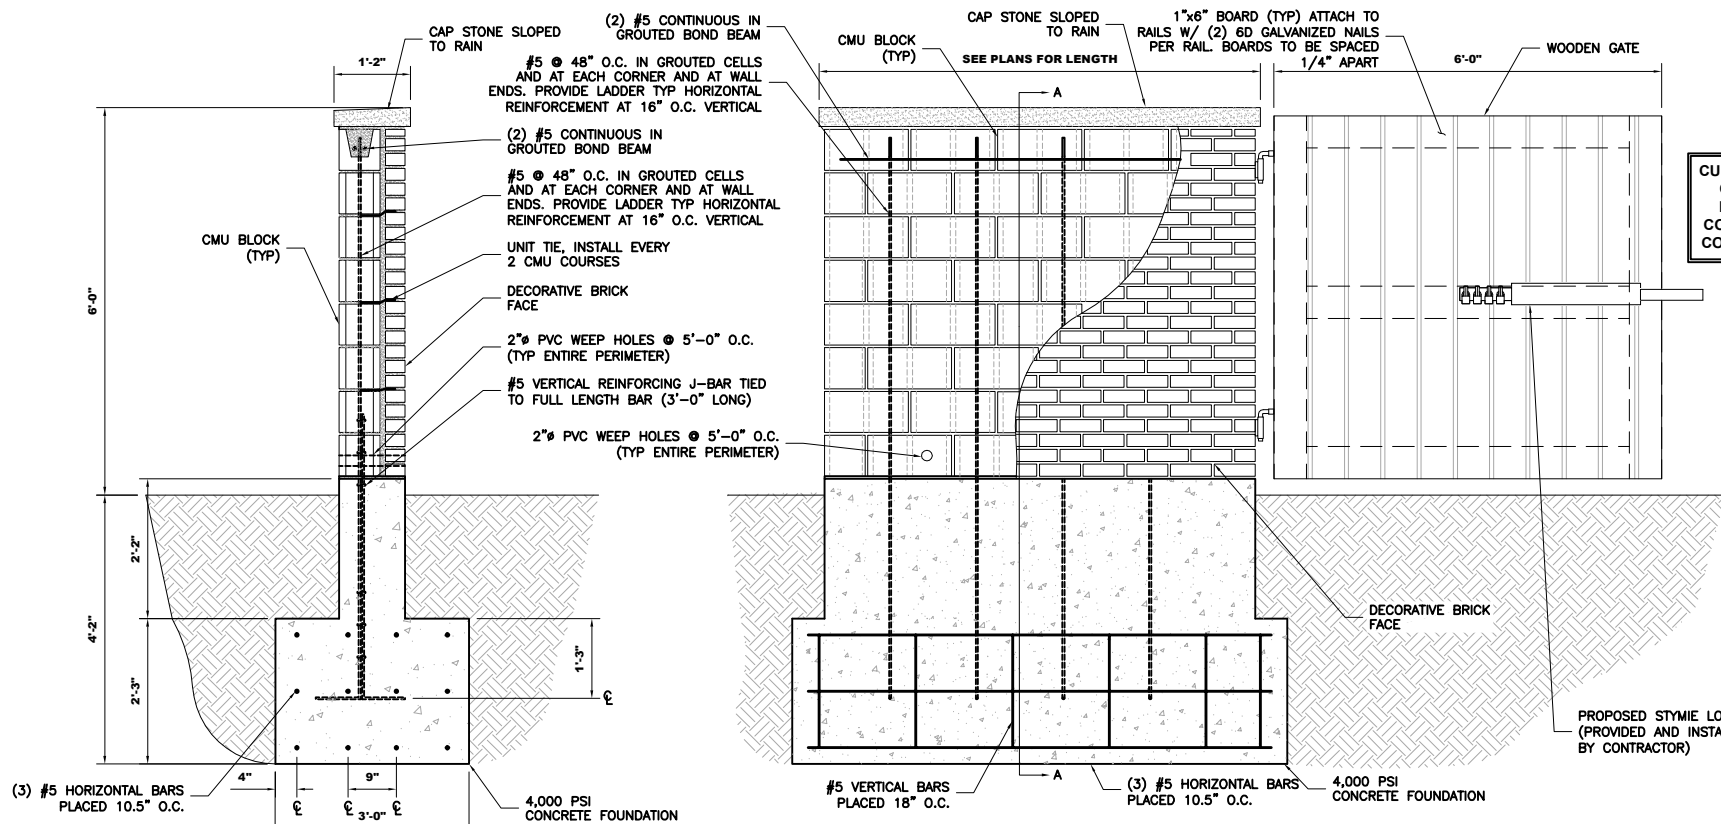 CAP STONE SLOPED
TO RAIN
1'-2"
(2) #5 CONTINUOUS IN
GROUTED BOND BEAM
#5 @ 48" O.C. IN GROUTED CELLS
AND AT EACH CORNER AND AT WALL
ENDS. PROVIDE LADDER TYP HORIZONTAL
REINFORCEMENT AT 16" O.C. VERTICAL
(2) #5 CONTINUOUS IN
GROUTED BOND BEAM
#5 @ 48" O.C. IN GROUTED CELLS
AND AT EACH CORNER AND AT WALL
ENDS. PROVIDE LADDER TYP HORIZONTAL
REINFORCEMENT AT 16" O.C. VERTICAL
CMU BLOCK
(TYP)
UNIT TIE, INSTALL EVERY
2 CMU COURSES
DECORATIVE BRICK
FACE
2"ø PVC WEEP HOLES @ 5'-0" O.C.
(TYP ENTIRE PERIMETER)
#5 VERTICAL REINFORCING J-BAR TIED
TO FULL LENGTH BAR (3'-0" LONG)
2"ø PVC WEEP HOLES @ 5'-0" O.C.
(TYP ENTIRE PERIMETER)
6'-0"
4'-2"
2'-2"
2'-3"
1'-3"
℄
4"
9"
℄
℄
℄
3'-0"
(3) #5 HORIZONTAL BARS
PLACED 10.5" O.C.
4,000 PSI
CONCRETE FOUNDATION
CMU BLOCK
(TYP)
CAP STONE SLOPED
TO RAIN
SEE PLANS FOR LENGTH
A
1"x6" BOARD (TYP) ATTACH TO
RAILS W/ (2) 6D GALVANIZED NAILS
PER RAIL. BOARDS TO BE SPACED
1/4" APART
WOODEN GATE
6'-0"
CU
CO
CO
DECORATIVE BRICK
FACE
PROPOSED STYMIE LO
(PROVIDED AND INSTA
BY CONTRACTOR)
#5 VERTICAL BARS
PLACED 18" O.C.
A
(3) #5 HORIZONTAL BARS
PLACED 10.5" O.C.
4,000 PSI
CONCRETE FOUNDATION